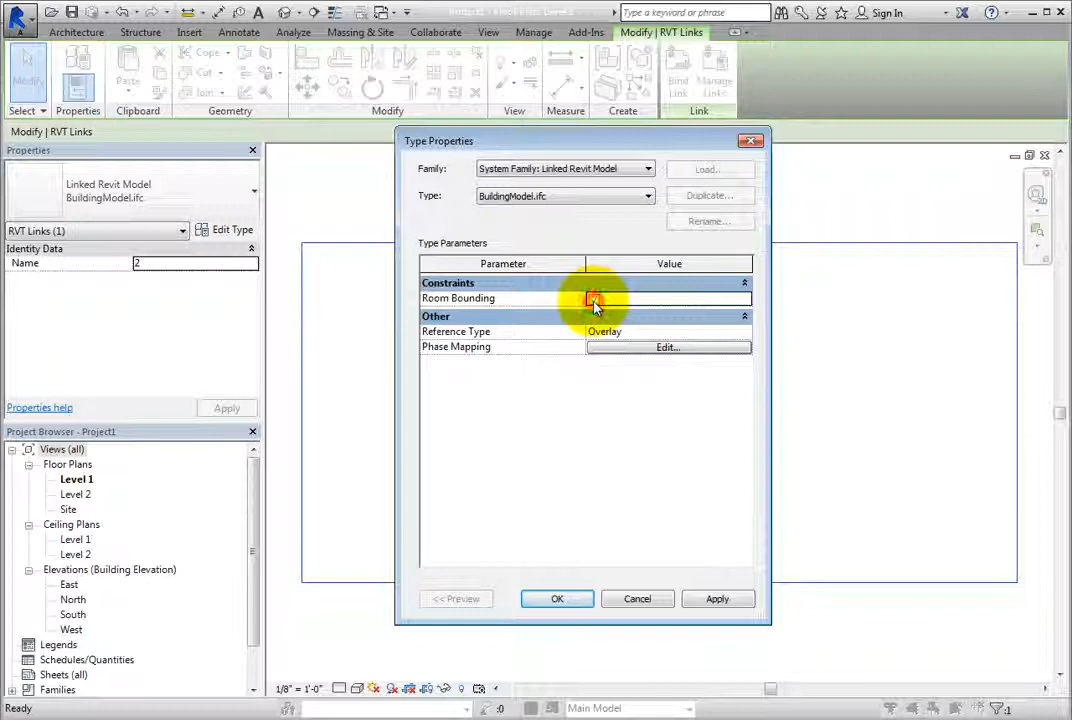 Type a keyword or phrase
Sign In
Architecture
Structure
Insert
Annotate
Analyze
Massing & Site
Collaborate
View
Manage
Add-Ins
Modify | RVT Links
Modify
Paste
Cope
Cut
Join
Bind Links
Manage Links
Select
Properties
Clipboard
Geometry
Modify
View
Measure
Create
Link
Modify | RVT Links
Properties
Linked Revit Model
BuildingModel.ifc
RVT Links (1)
Edit Type
Identity Data
Name
2
Properties help
Apply
Project Browser - Project1
Views (all)
Floor Plans
Level 1
Level 2
Site
Ceiling Plans
Level 1
Level 2
Elevations (Building Elevation)
East
North
South
West
Legends
Schedules/Quantities
Sheets (all)
Families
Type Properties
Family:
System Family: Linked Revit Model
Load...
Type:
BuildingModel.ifc
Duplicate...
Rename...
Type Parameters
Parameter
Value
Constraints
Room Bounding
Other
Reference Type
Overlay
Phase Mapping
Edit...
<< Preview
OK
Cancel
Apply
1/8" = 1'-0"
Ready
:0
Main Model
:1